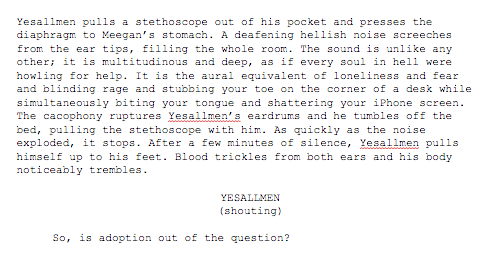 Yesallmen pulls a stethoscope out of his pocket and presses the
diaphragm to Meegan's stomach. A deafening hellish noise screeches
from the ear tips, filling the whole room. The sound is unlike any
other; it is multitudinous and deep, as if every soul in hell were
howling for help. It is the aural equivalent of loneliness and fear
and blinding rage and stubbing your toe on the corner of a desk while
simultaneously biting your tongue and shattering your iPhone screen.
The cacophony ruptures Yesallmen's eardrums and he tumbles off the
bed, pulling the stethoscope with him. As quickly as the noise
exploded, it stops. After a few minutes of silence, Yesallmen pulls
himself up to his feet. Blood trickles from both ears and his body
noticeably trembles.
YESALLMEN
(shouting)
So, is adoption out of the question?